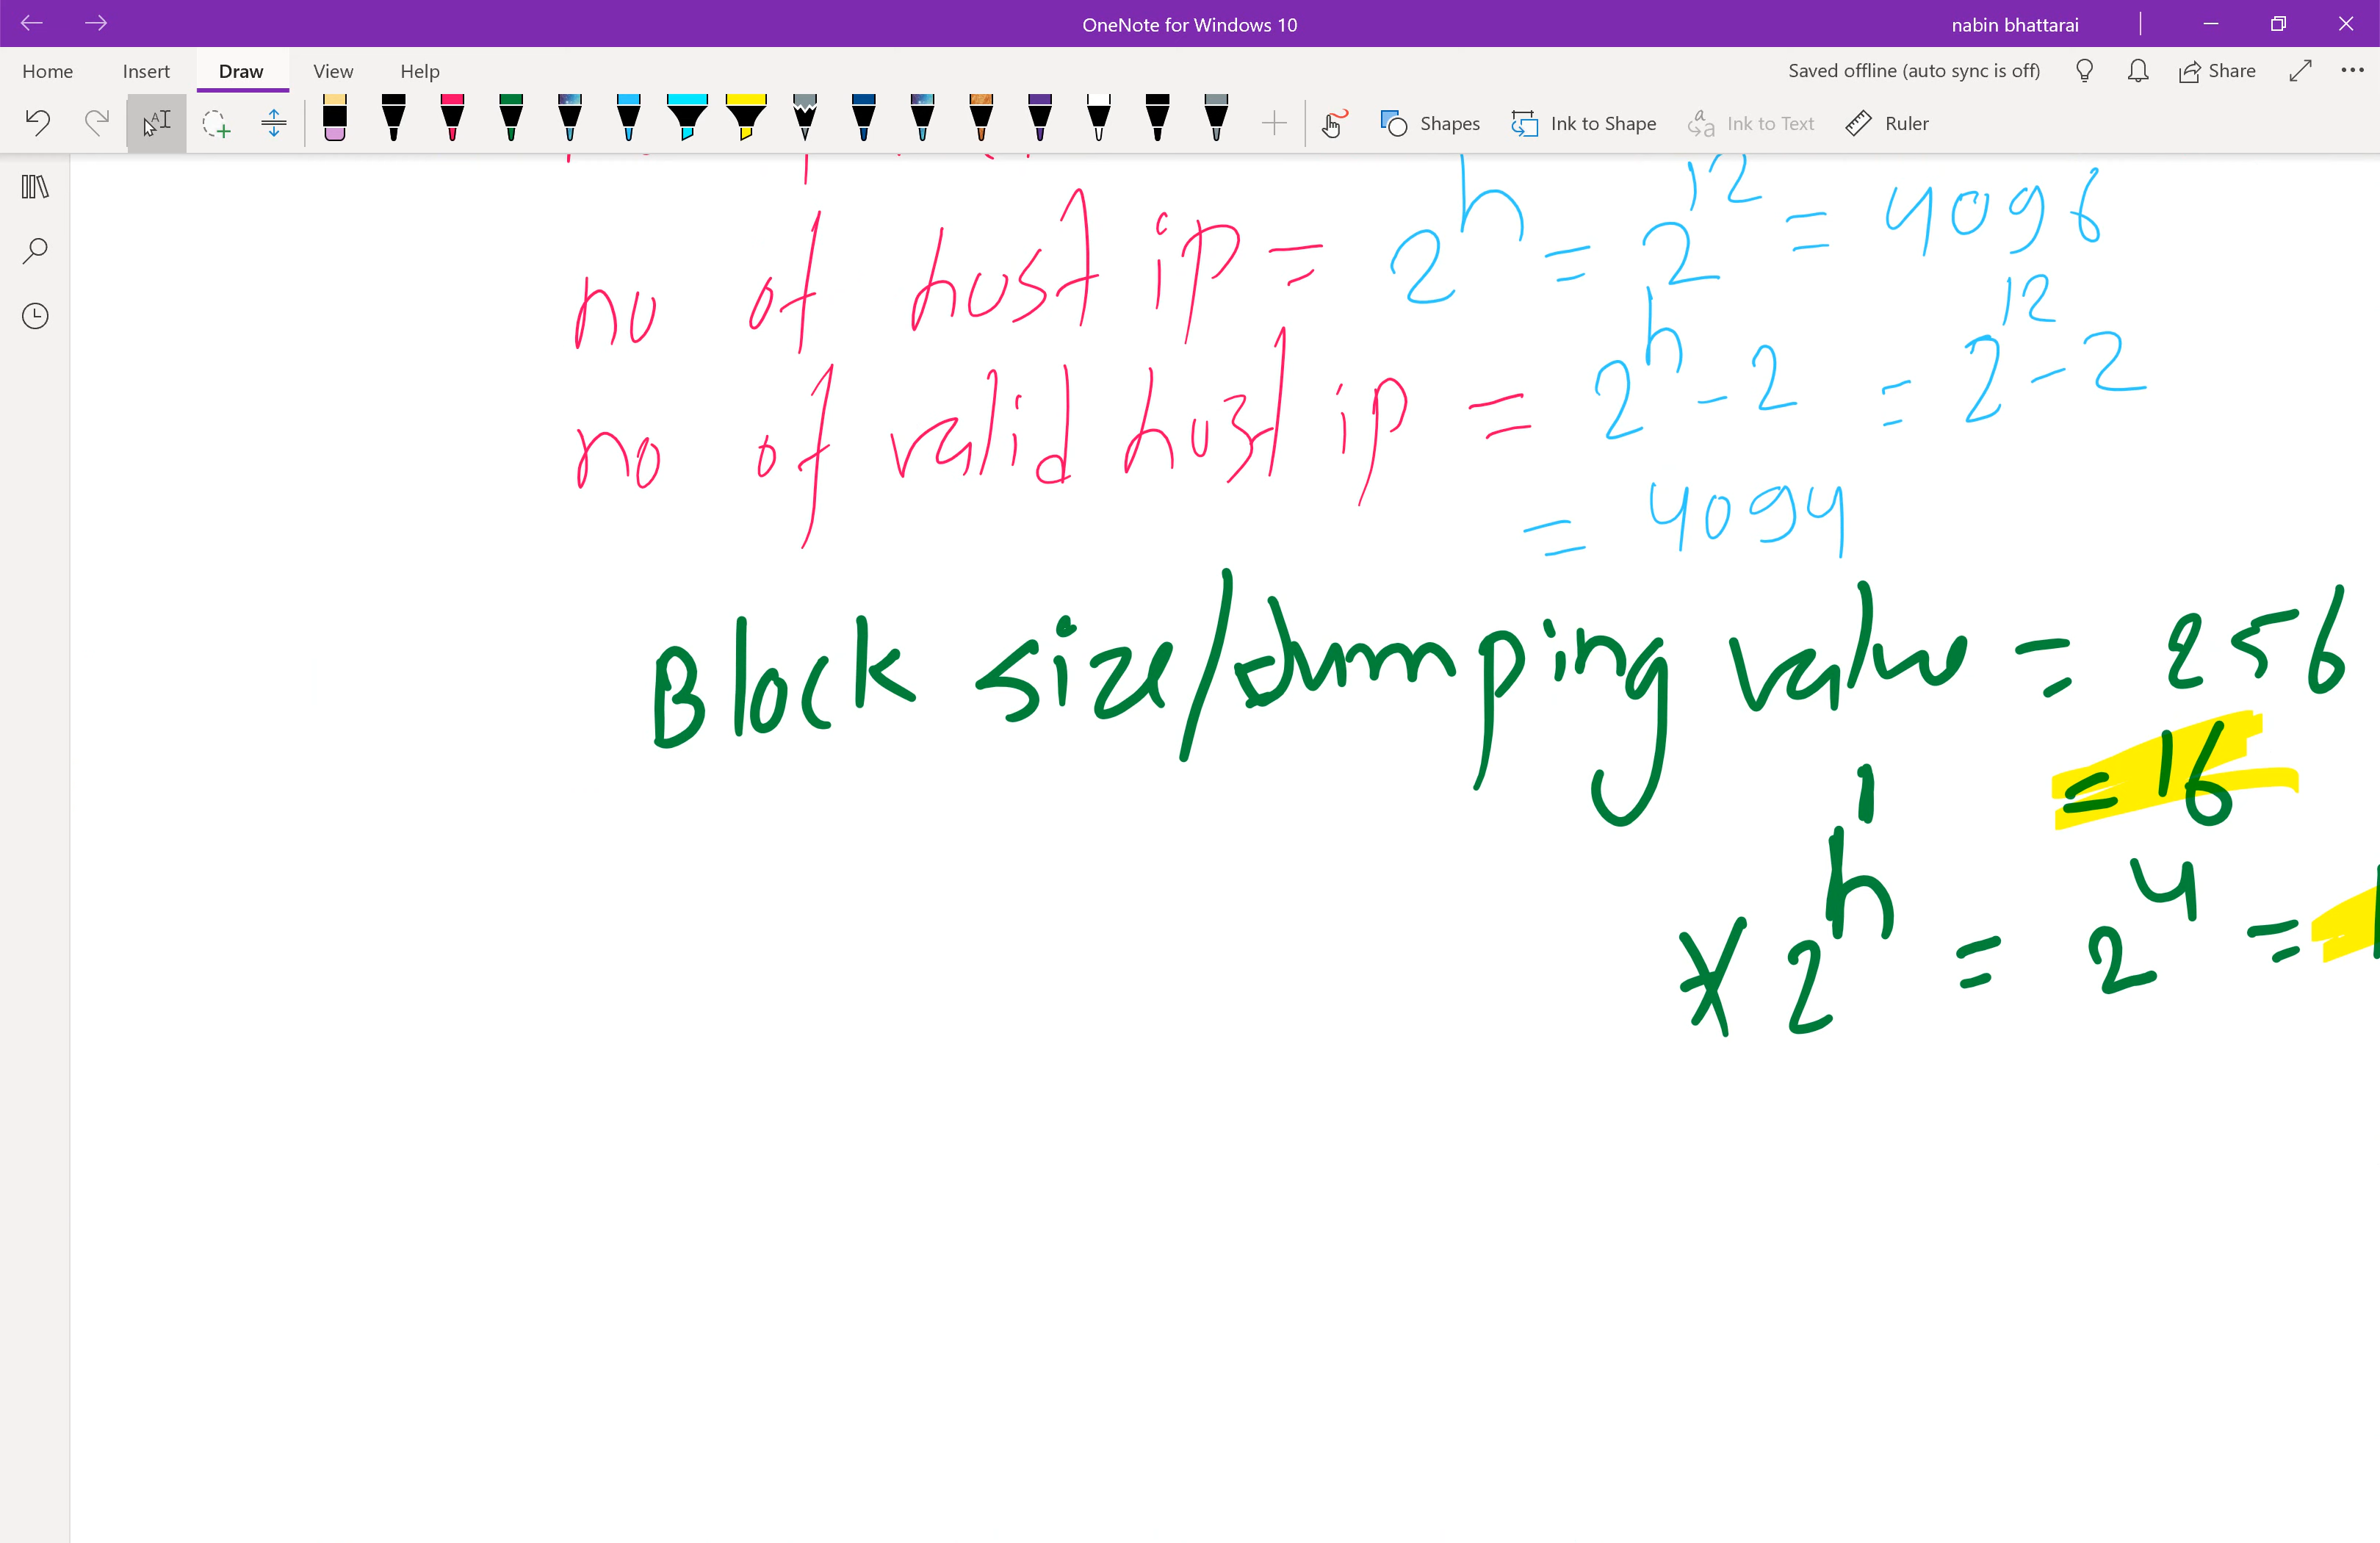 OneNote for Windows 10
nabin bhattarai
Home Insert Draw View Help
Saved offline (auto sync is off) Share
Shapes Ink to Shape Ink to Text Ruler
no of host ip = 2^h = 2^12 = 4096
no of valid host ip = 2^h - 2 = 2^12 - 2
= 4094
Block size/Jumping value = 256
= 16
* 2^h = 2^4 =